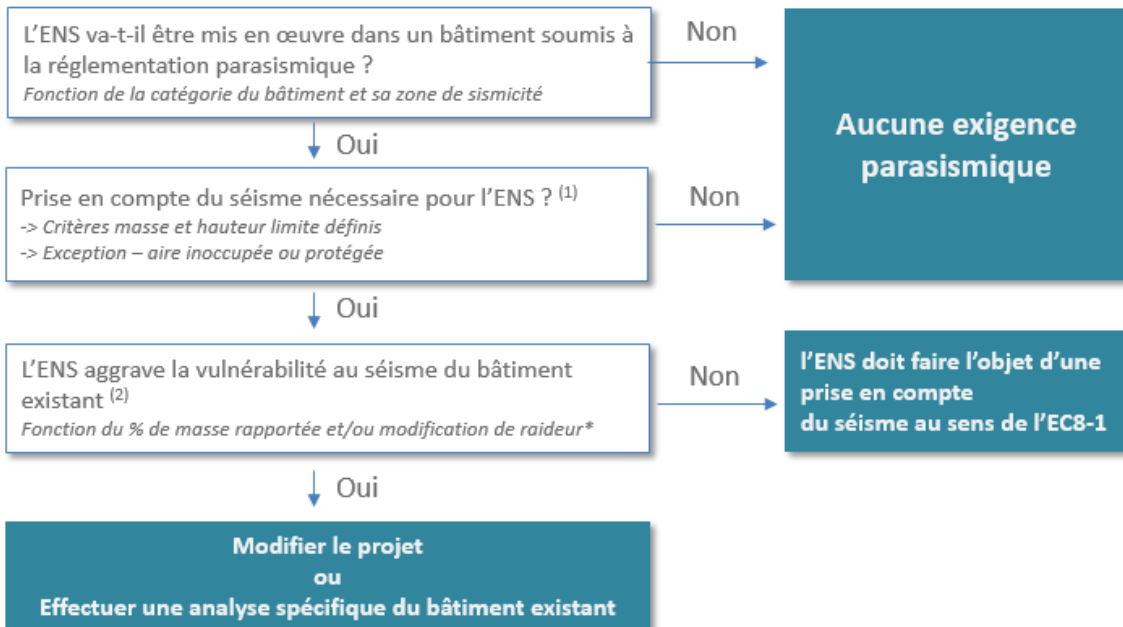 L'ENS va-t-il être mis en œuvre dans un bâtiment soumis à
la réglementation parasismique ?
Fonction de la catégorie du bâtiment et sa zone de sismicité
Non
Aucune exigence
parasismique
Oui
Prise en compte du séisme nécessaire pour l'ENS ? (1)
-> Critères masse et hauteur limite définis
-> Exception – aire inoccupée ou protégée
Non
Oui
L'ENS aggrave la vulnérabilité au séisme du bâtiment
existant (2)
Fonction du % de masse rapportée et/ou modification de raideur*
Non
l'ENS doit faire l'objet d'une
prise en compte
du séisme au sens de l'EC8-1
Oui
Modifier le projet
ou
Effectuer une analyse spécifique du bâtiment existant